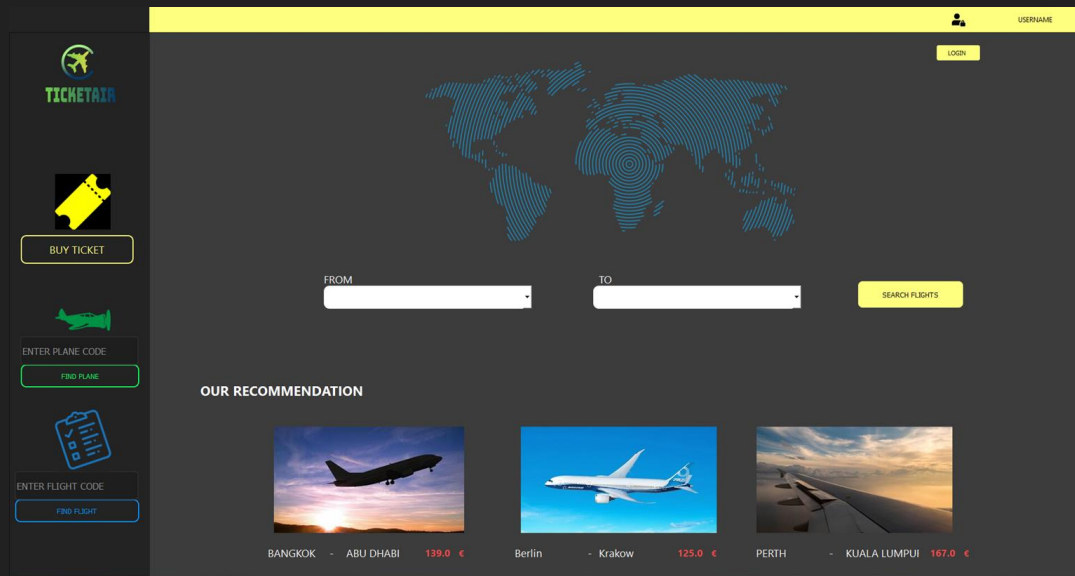 USERNAME
LOGIN
TICKETAIR
BUY TICKET
ENTER PLANE CODE
FIND PLANE
ENTER FLIGHT CODE
FIND FLIGHT
FROM
TO
SEARCH FLIGHTS
OUR RECOMMENDATION
BANGKOK - ABU DHABI 139.0 €
Berlin - Krakow 125.0 €
PERTH - KUALA LUMPUI 167.0 €